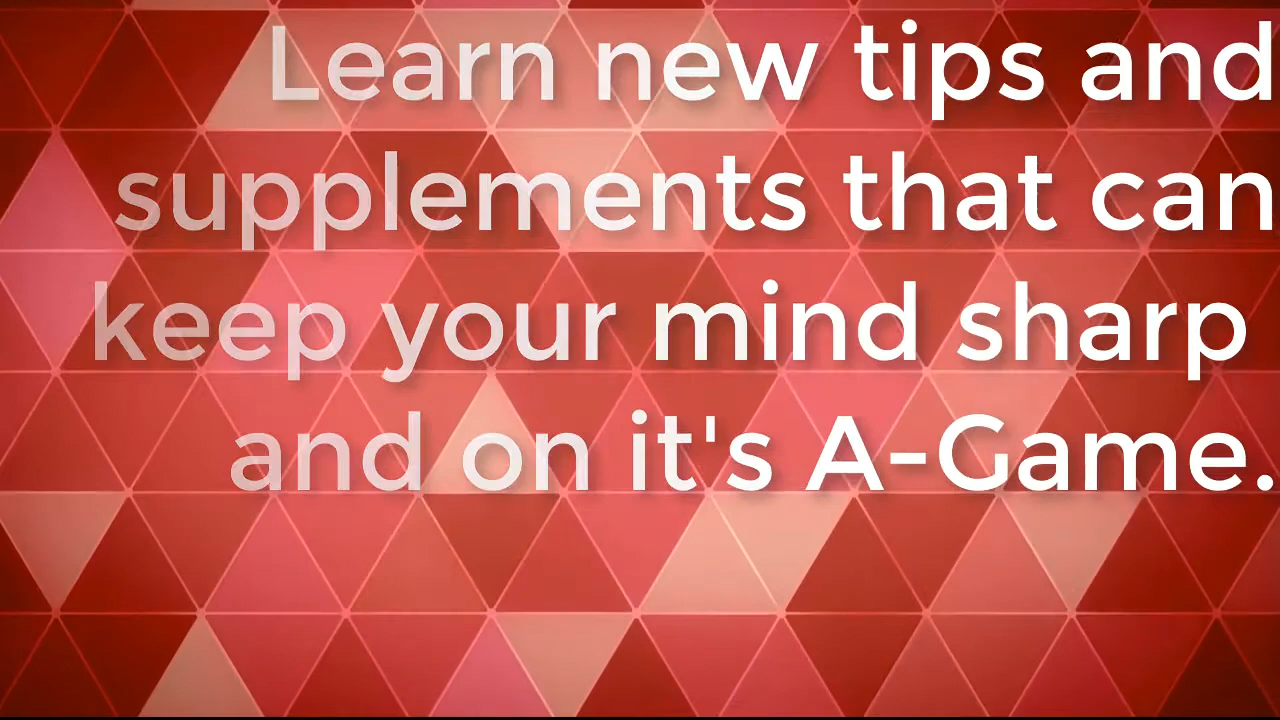 Learn new tips and
supplements that can
keep your mind sharp
and on it's A-Game.